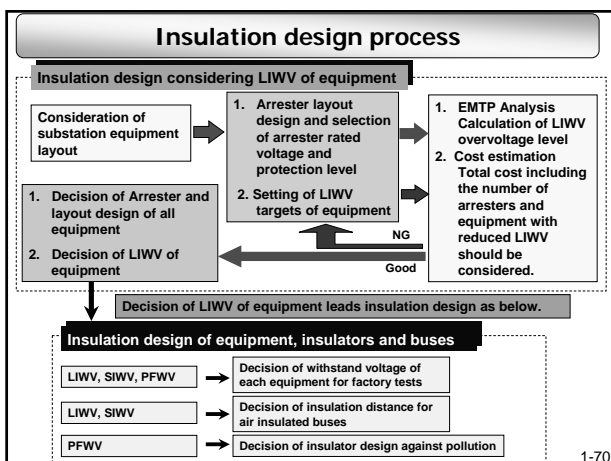 Insulation design process
Insulation design considering LIWV of equipment
Consideration of
substation equipment
layout
1. Arrester layout
design and selection
of arrester rated
voltage and
protection level
2. Setting of LIWV
targets of equipment
1. EMTP Analysis
Calculation of LIWV
overvoltage level
2. Cost estimation
Total cost including
the number of
arresters and
equipment with
reduced LIWV
should be
considered.
NG
Good
1. Decision of Arrester and
layout design of all
equipment
2. Decision of LIWV of
equipment
Decision of LIWV of equipment leads insulation design as below.
Insulation design of equipment, insulators and buses
LIWV, SIWV, PFWV
Decision of withstand voltage of
each equipment for factory tests
LIWV, SIWV
Decision of insulation distance for
air insulated buses
PFWV
Decision of insulator design against pollution
1-70